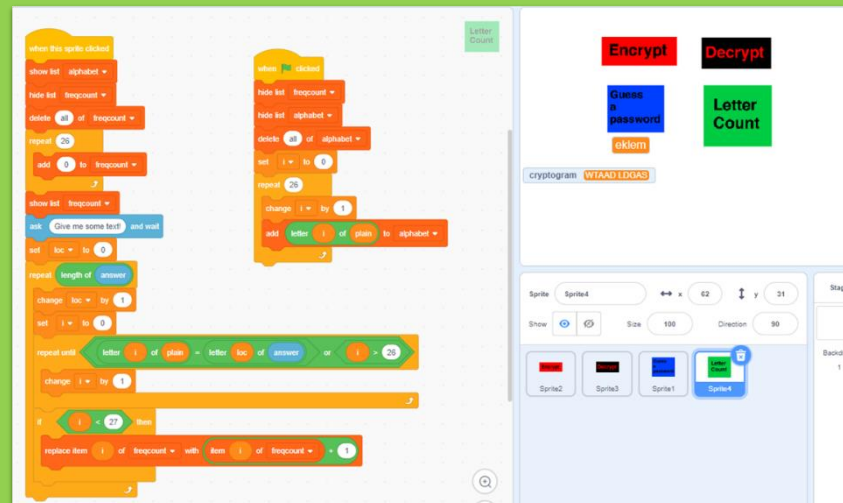 when this sprite clicked
show list alphabet
hide list freqcount
delete all of freqcount
repeat 26
add 0 to freqcount
show list freqcount
ask Give me some text! and wait
set loc to 0
repeat length of answer
change loc by 1
set i to 0
repeat until letter i of plain = letter loc of answer or i > 26
change i by 1
if i < 27 then
replace item i of freqcount with item i of freqcount + 1
when clicked
hide list freqcount
hide list alphabet
delete all of alphabet
set i to 0
repeat 26
change i by 1
add letter i of plain to alphabet
Letter
Count
Encrypt
Decrypt
Guess
a
password
Letter
Count
eklem
cryptogram WTAAD LDGAS
Sprite Sprite4 x 62 y 31
Show Size 100 Direction 90
Encrypt
Decrypt
Letter
Count
Sprite2 Sprite3 Sprite1 Sprite4
Stag
Backd
1